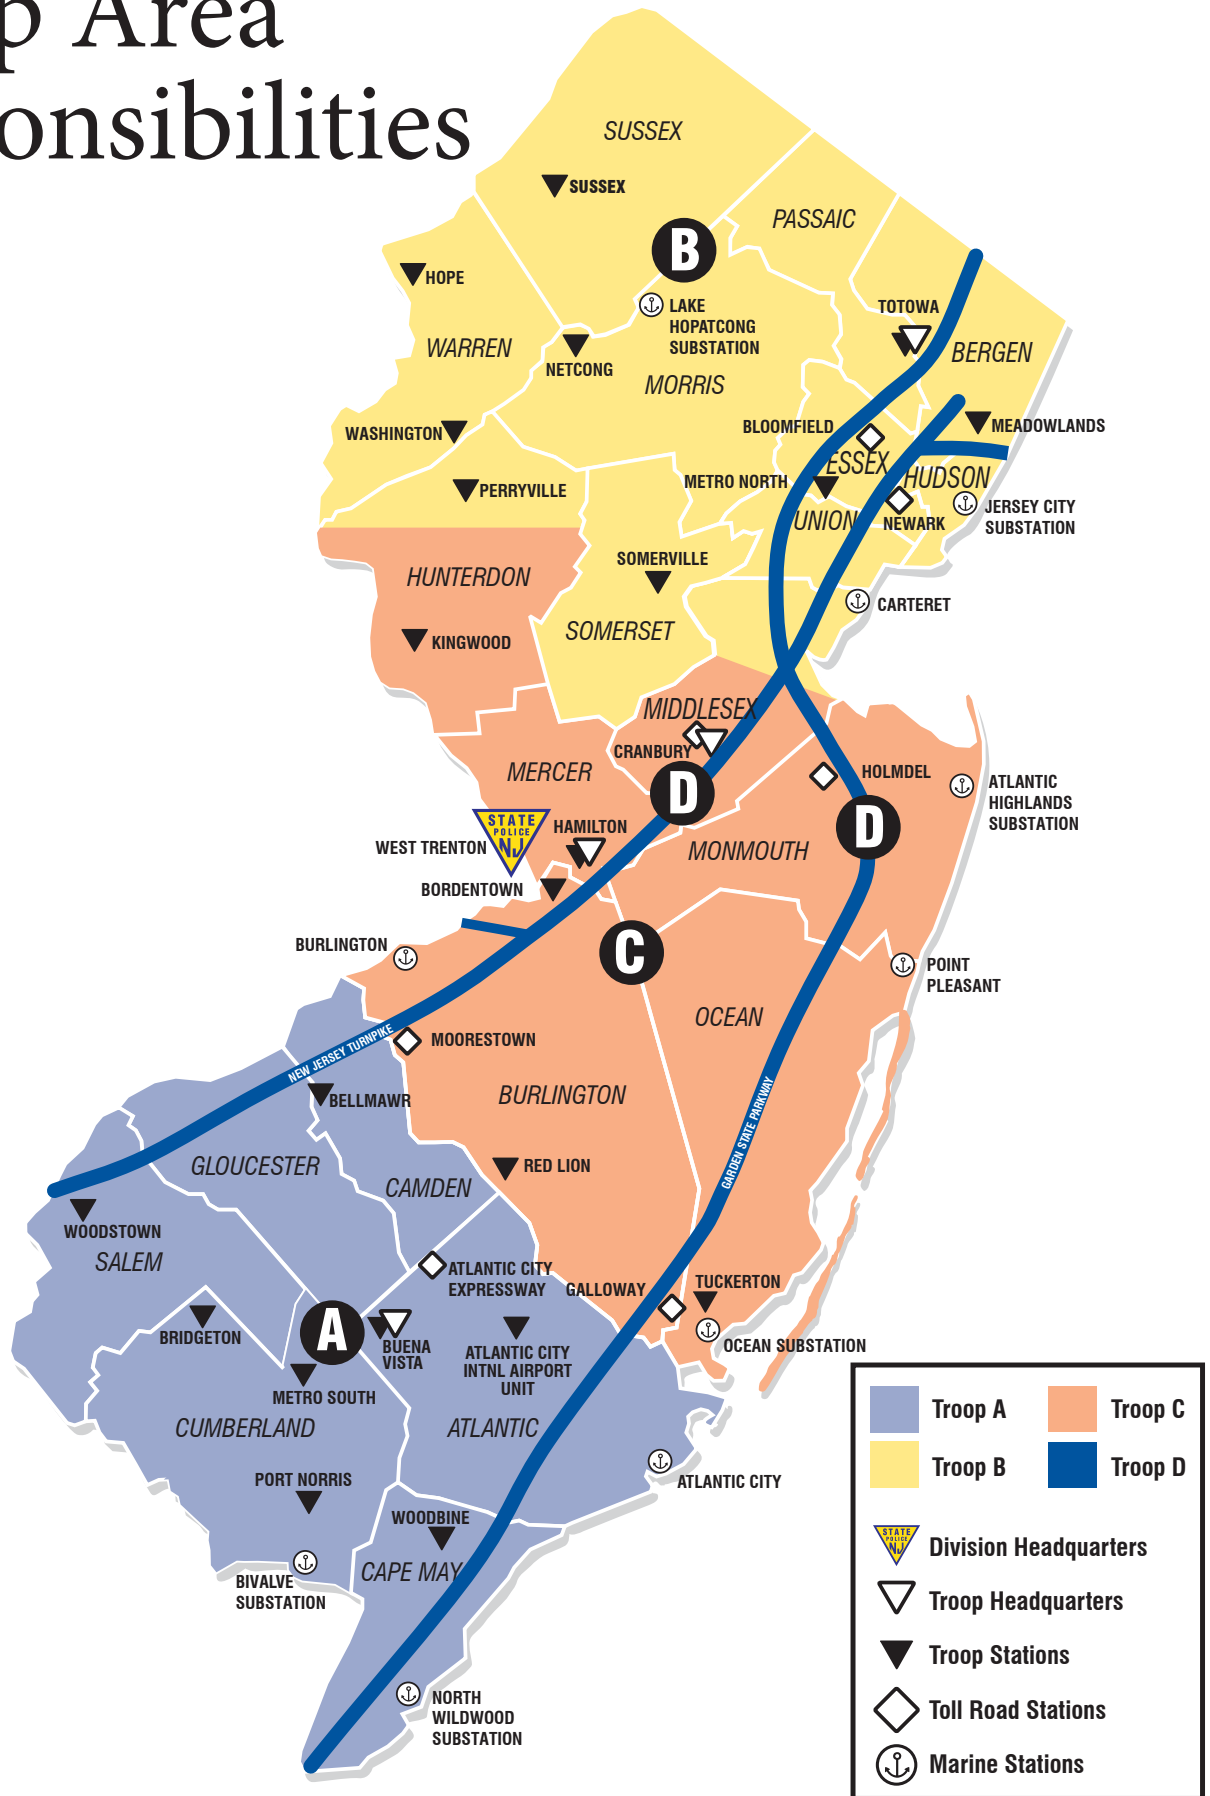 p Area
onsibilities
SUSSEX
SUSSEX
PASSAIC
B
HOPE
LAKE
HOPATCONG
SUBSTATION
TOTOWA
WARREN
BERGEN
NETCONG
MORRIS
WASHINGTON
BLOOMFIELD
MEADOWLANDS
ESSEX
HUDSON
METRO NORTH
PERRYVILLE
JERSEY CITY
SUBSTATION
UNION
NEWARK
SOMERVILLE
HUNTERDON
CARTERET
SOMERSET
KINGWOOD
MIDDLESEX
CRANBURY
MERCER
HOLMDEL
ATLANTIC
HIGHLANDS
SUBSTATION
D
D
STATE
POLICE
NJ
WEST TRENTON
HAMILTON
MONMOUTH
BORDENTOWN
BURLINGTON
C
POINT
PLEASANT
OCEAN
MOORESTOWN
NEW JERSEY TURNPIKE
BELLMAWR
BURLINGTON
GARDEN STATE PARKWAY
GLOUCESTER
CAMDEN
RED LION
WOODSTOWN
SALEM
ATLANTIC CITY
EXPRESSWAY
GALLOWAY
TUCKERTON
BRIDGETON
A
BUENA
VISTA
ATLANTIC CITY
INTNL AIRPORT
UNIT
OCEAN SUBSTATION
METRO SOUTH
CUMBERLAND
ATLANTIC
PORT NORRIS
ATLANTIC CITY
WOODBINE
CAPE MAY
BIVALVE
SUBSTATION
NORTH
WILDWOOD
SUBSTATION
Troop A
Troop C
Troop B
Troop D
STATE
POLICE
NJ
Division Headquarters
Troop Headquarters
Troop Stations
Toll Road Stations
Marine Stations